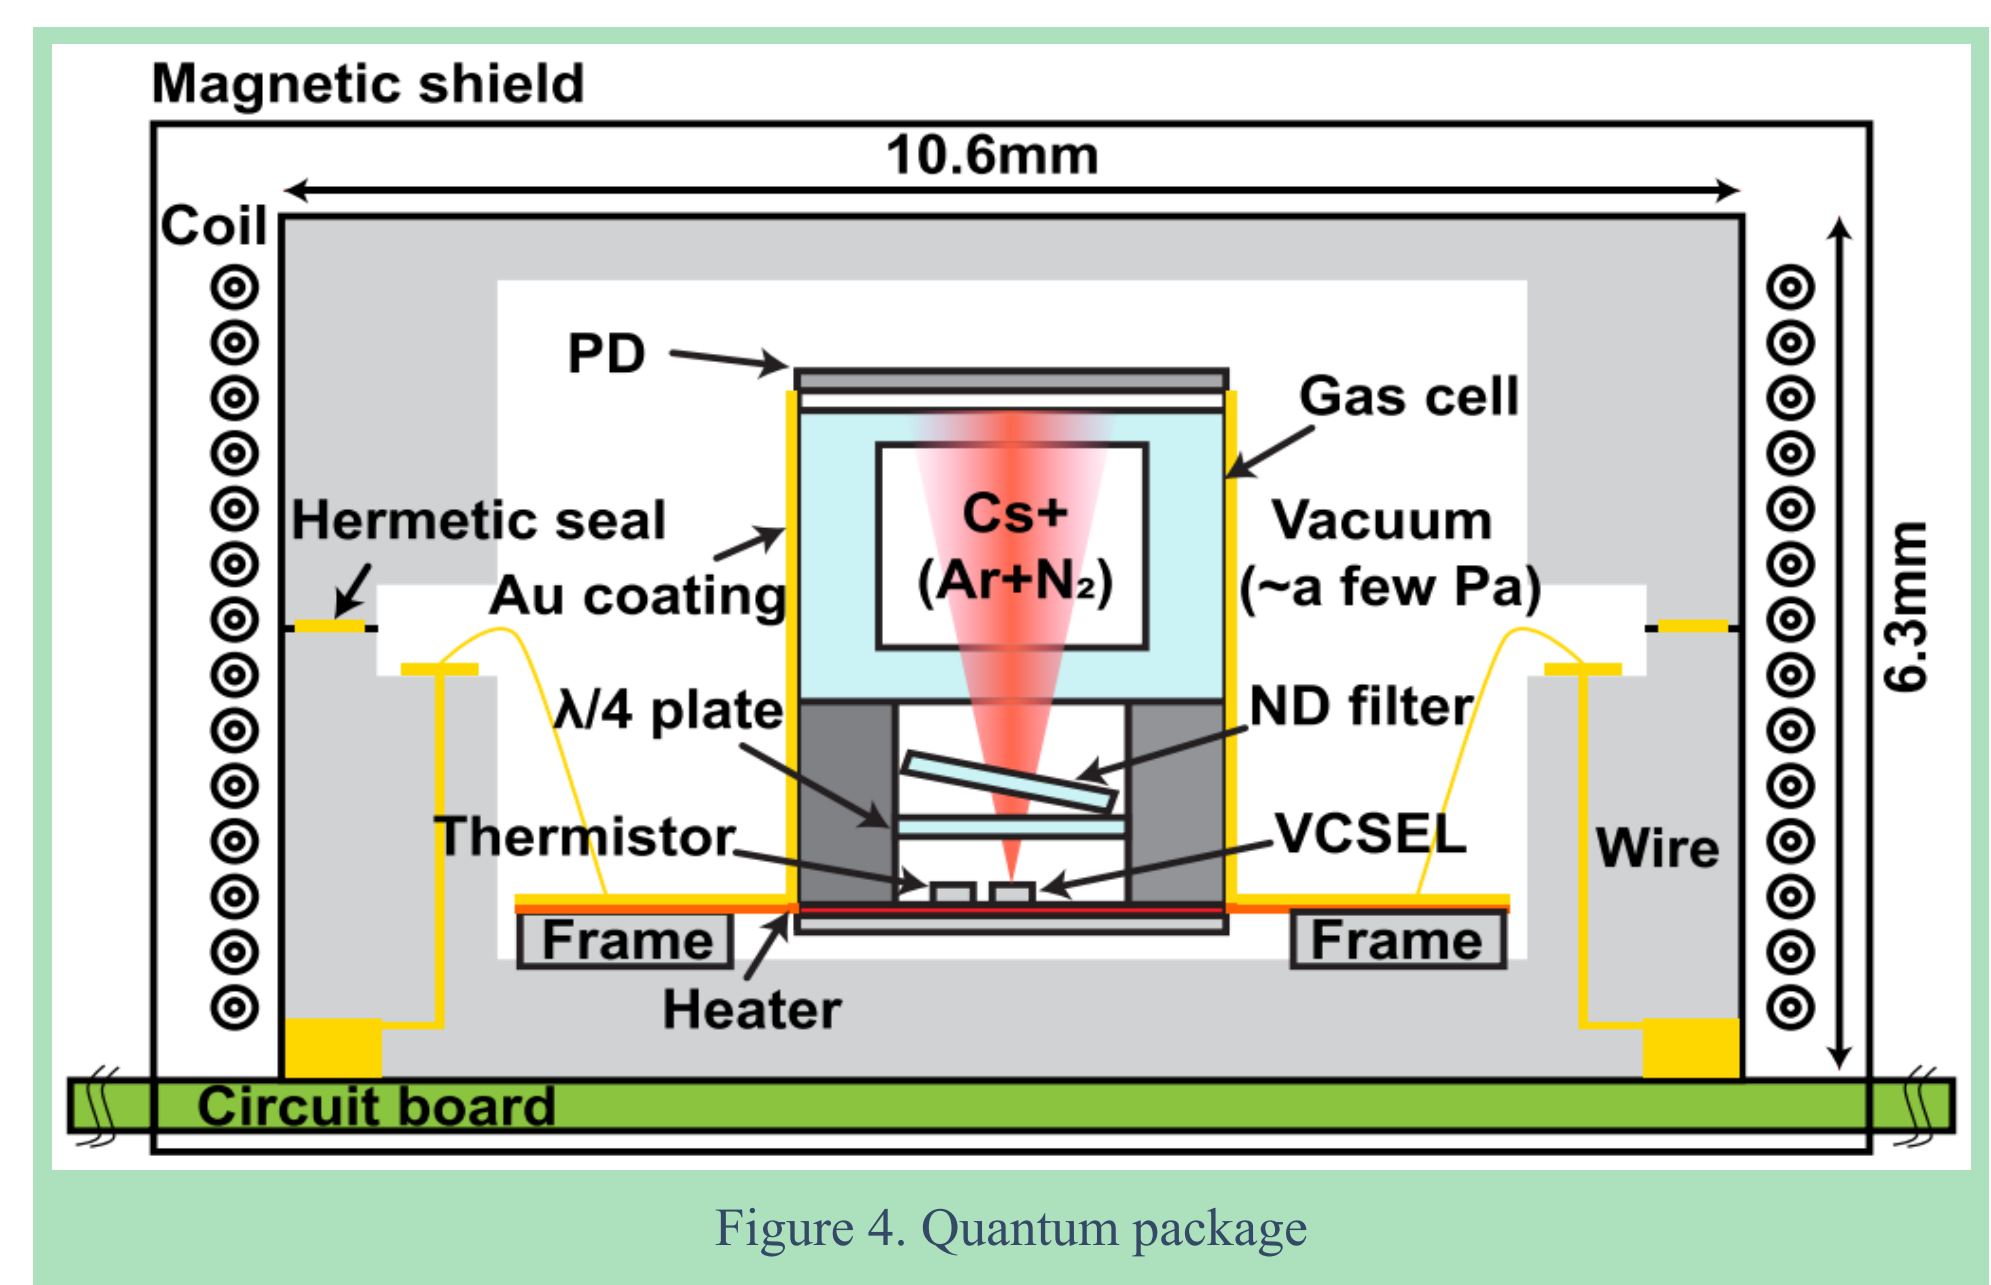 Magnetic shield
10.6mm
Coil
PD
Gas cell
Hermetic seal
Cs+
(Ar+N₂)
Vacuum
(~a few Pa)
Au coating
6.3mm
λ/4 plate
ND filter
Thermistor
VCSEL
Wire
Frame
Frame
Heater
Circuit board
Figure 4. Quantum package